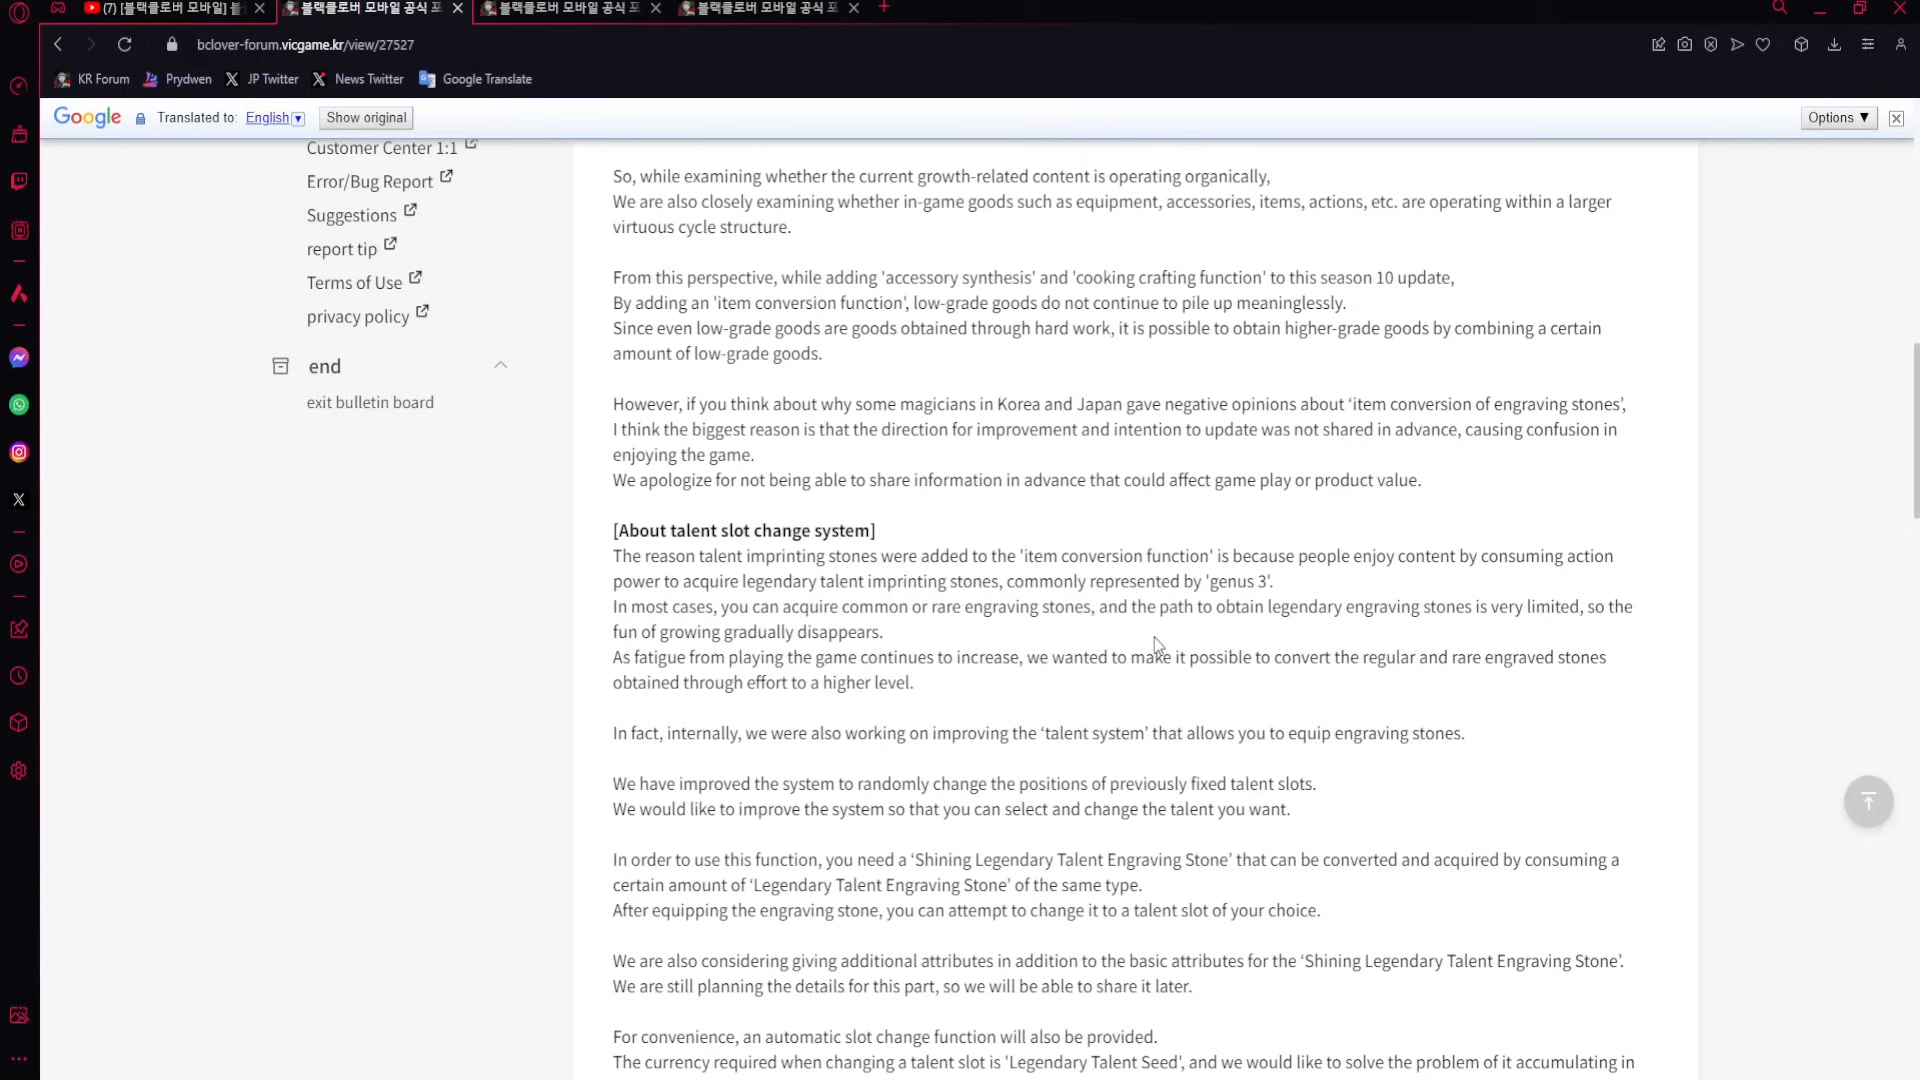 (7) [블랙클로버 모바일] 블
블랙클로버 모바일 공식 포
블랙클로버 모바일 공식 포
블랙클로버 모바일 공식 포
bclover-forum.vicgame.kr/view/27527
KR Forum
Prydwen
JP Twitter
News Twitter
Google Translate
Google
Translated to: English
Show original
Options ▼
Customer Center 1:1
Error/Bug Report
Suggestions
report tip
Terms of Use
privacy policy
end
exit bulletin board
So, while examining whether the current growth-related content is operating organically,
We are also closely examining whether in-game goods such as equipment, accessories, items, actions, etc. are operating within a larger
virtuous cycle structure.
From this perspective, while adding 'accessory synthesis' and 'cooking crafting function' to this season 10 update,
By adding an 'item conversion function', low-grade goods do not continue to pile up meaninglessly.
Since even low-grade goods are goods obtained through hard work, it is possible to obtain higher-grade goods by combining a certain
amount of low-grade goods.
However, if you think about why some magicians in Korea and Japan gave negative opinions about ‘item conversion of engraving stones’,
I think the biggest reason is that the direction for improvement and intention to update was not shared in advance, causing confusion in
enjoying the game.
We apologize for not being able to share information in advance that could affect game play or product value.
[About talent slot change system]
The reason talent imprinting stones were added to the 'item conversion function' is because people enjoy content by consuming action
power to acquire legendary talent imprinting stones, commonly represented by 'genus 3'.
In most cases, you can acquire common or rare engraving stones, and the path to obtain legendary engraving stones is very limited, so the
fun of growing gradually disappears.
As fatigue from playing the game continues to increase, we wanted to make it possible to convert the regular and rare engraved stones
obtained through effort to a higher level.
In fact, internally, we were also working on improving the ‘talent system’ that allows you to equip engraving stones.
We have improved the system to randomly change the positions of previously fixed talent slots.
We would like to improve the system so that you can select and change the talent you want.
In order to use this function, you need a ‘Shining Legendary Talent Engraving Stone’ that can be converted and acquired by consuming a
certain amount of ‘Legendary Talent Engraving Stone’ of the same type.
After equipping the engraving stone, you can attempt to change it to a talent slot of your choice.
We are also considering giving additional attributes in addition to the basic attributes for the ‘Shining Legendary Talent Engraving Stone’.
We are still planning the details for this part, so we will be able to share it later.
For convenience, an automatic slot change function will also be provided.
The currency required when changing a talent slot is 'Legendary Talent Seed', and we would like to solve the problem of it accumulating in